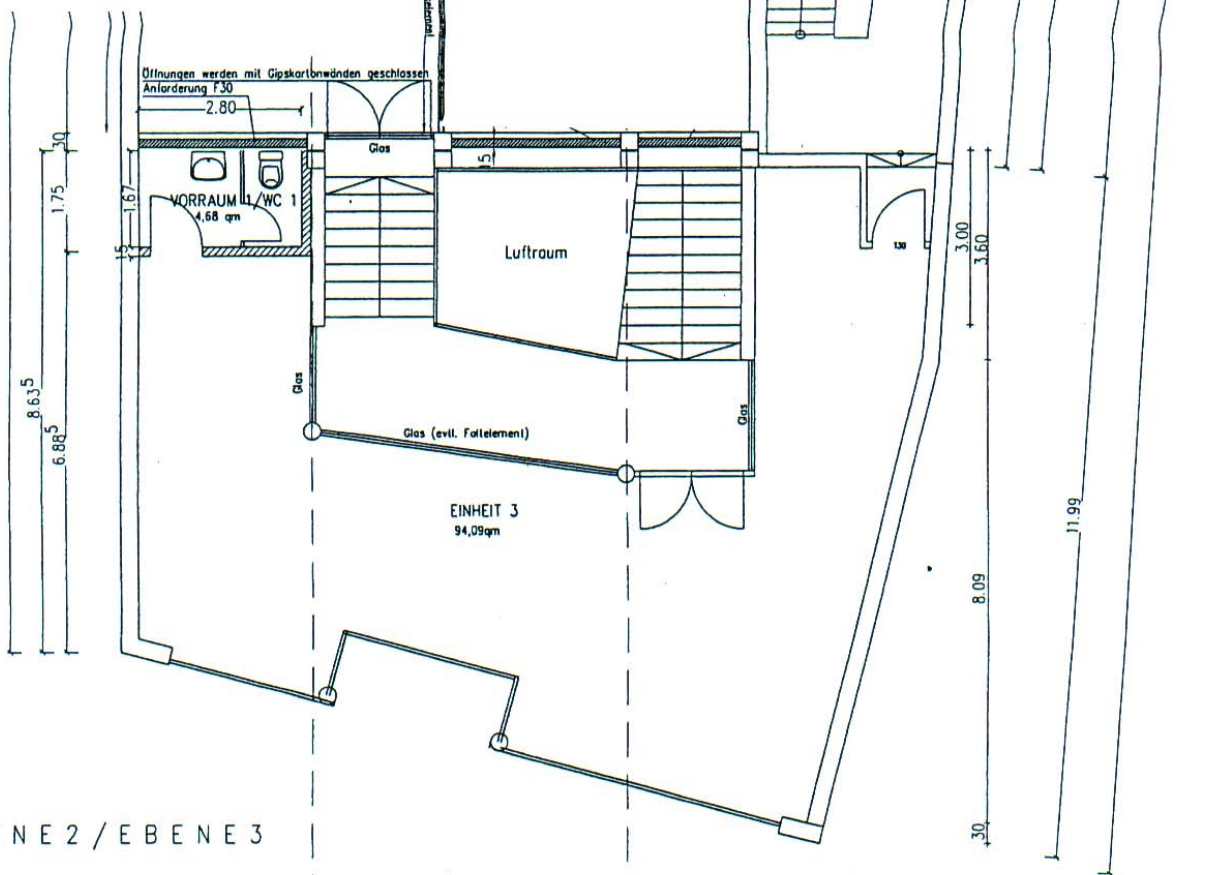 Öffnungen werden mit Gipskartonwänden geschlossen
Anforderung F30
2.80
30
Glas
15
1.75
1.67
VORRAUM 1/WC 1
4,68 qm
15
Luftraum
3.00
3.60
130
8.63⁵
6.88⁵
Glas
Glas
Glas (evtl. Faltelement)
EINHEIT 3
94,09qm
11.99
8.09
30
NE2/EBENE3